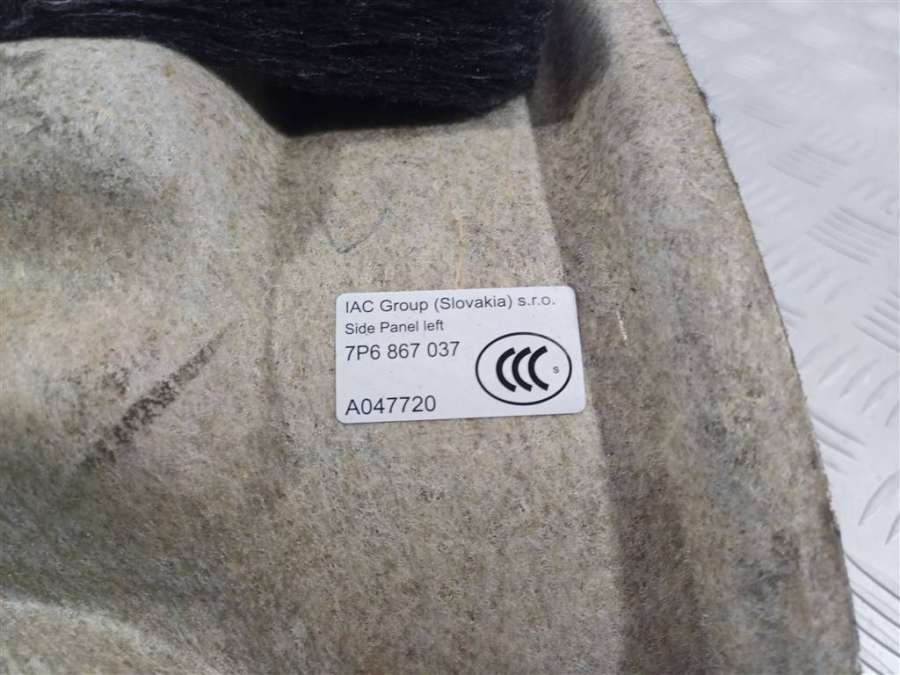 IAC Group (Slovakia) s.r.o.
Side Panel left
7P6 867 037
CCC S
A047720